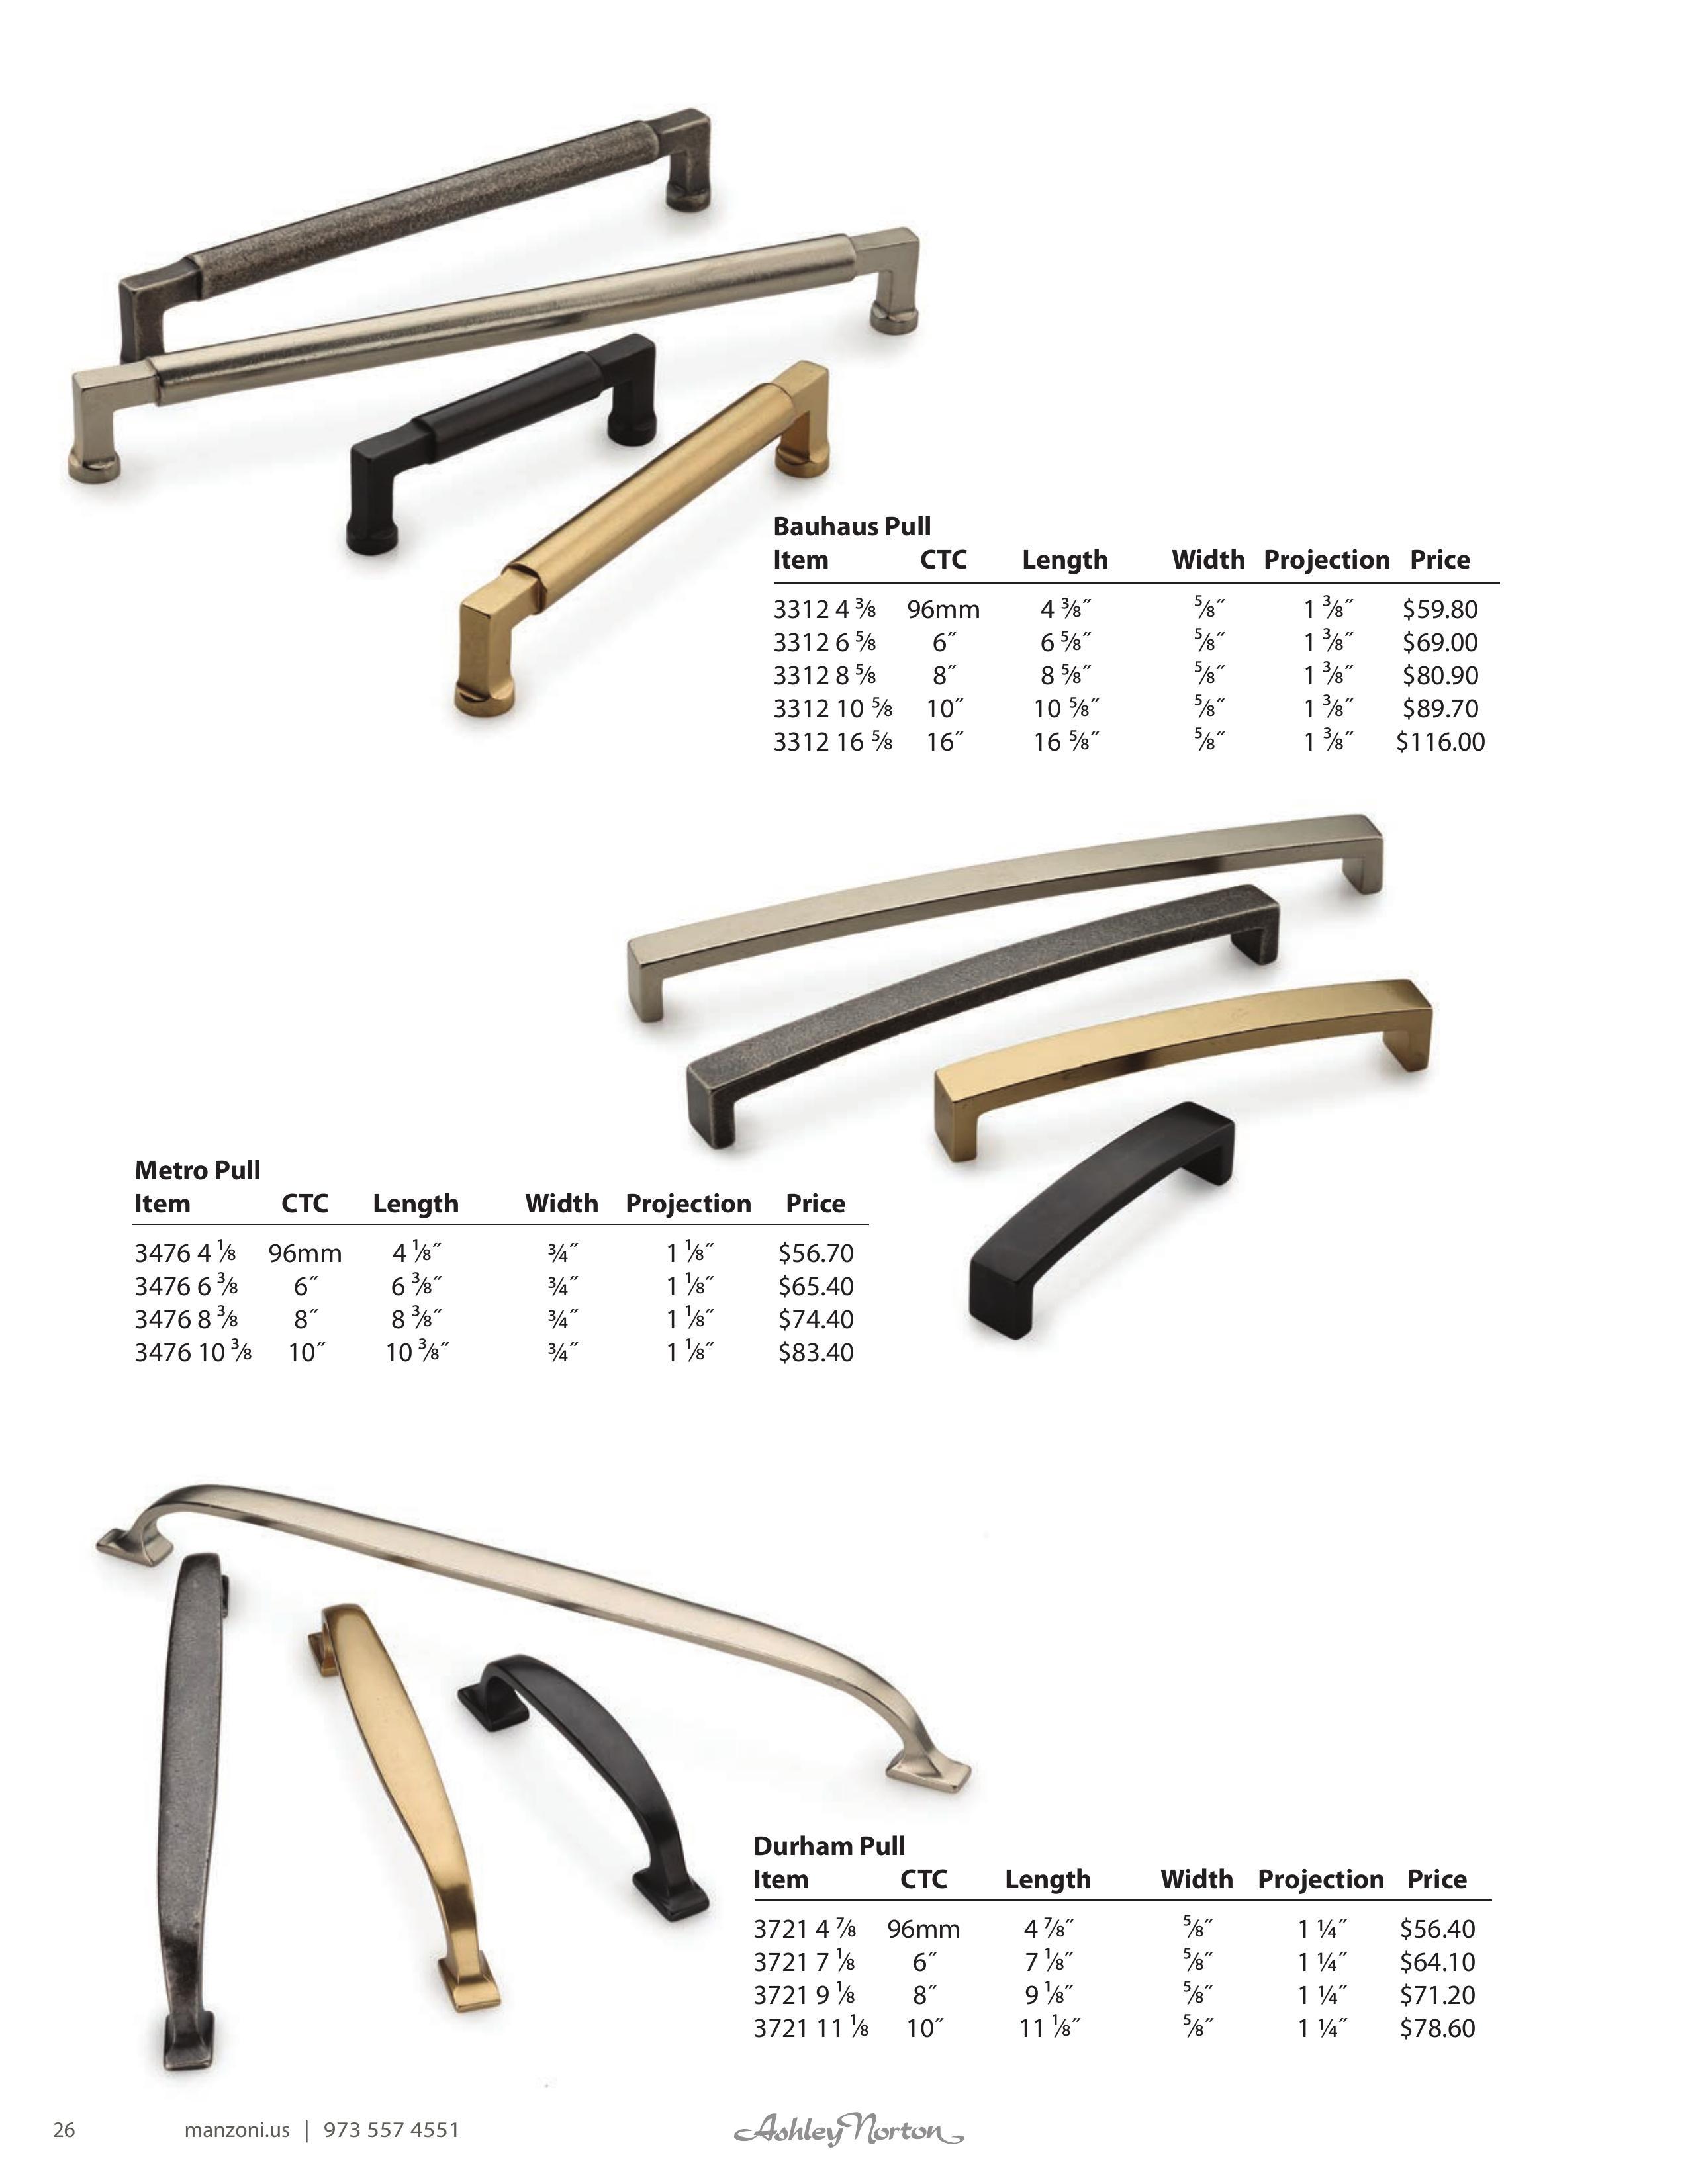 Bauhaus Pull
Item CTC Length Width Projection Price
3312 4 ⅜ 96mm 4 ⅜˝ ⅝˝ 1 ⅜˝ $59.80
3312 6 ⅝ 6˝ 6 ⅝˝ ⅝˝ 1 ⅜˝ $69.00
3312 8 ⅝ 8˝ 8 ⅝˝ ⅝˝ 1 ⅜˝ $80.90
3312 10 ⅝ 10˝ 10 ⅝˝ ⅝˝ 1 ⅜˝ $89.70
3312 16 ⅝ 16˝ 16 ⅝˝ ⅝˝ 1 ⅜˝ $116.00
Metro Pull
Item CTC Length Width Projection Price
3476 4 ⅛ 96mm 4 ⅛˝ ¾˝ 1 ⅛˝ $56.70
3476 6 ⅜ 6˝ 6 ⅜˝ ¾˝ 1 ⅛˝ $65.40
3476 8 ⅜ 8˝ 8 ⅜˝ ¾˝ 1 ⅛˝ $74.40
3476 10 ⅜ 10˝ 10 ⅜˝ ¾˝ 1 ⅛˝ $83.40
Durham Pull
Item CTC Length Width Projection Price
3721 4 ⅞ 96mm 4 ⅞˝ ⅝˝ 1 ¼˝ $56.40
3721 7 ⅛ 6˝ 7 ⅛˝ ⅝˝ 1 ¼˝ $64.10
3721 9 ⅛ 8˝ 9 ⅛˝ ⅝˝ 1 ¼˝ $71.20
3721 11 ⅛ 10˝ 11 ⅛˝ ⅝˝ 1 ¼˝ $78.60
26 manzoni.us | 973 557 4551 Ashley Norton